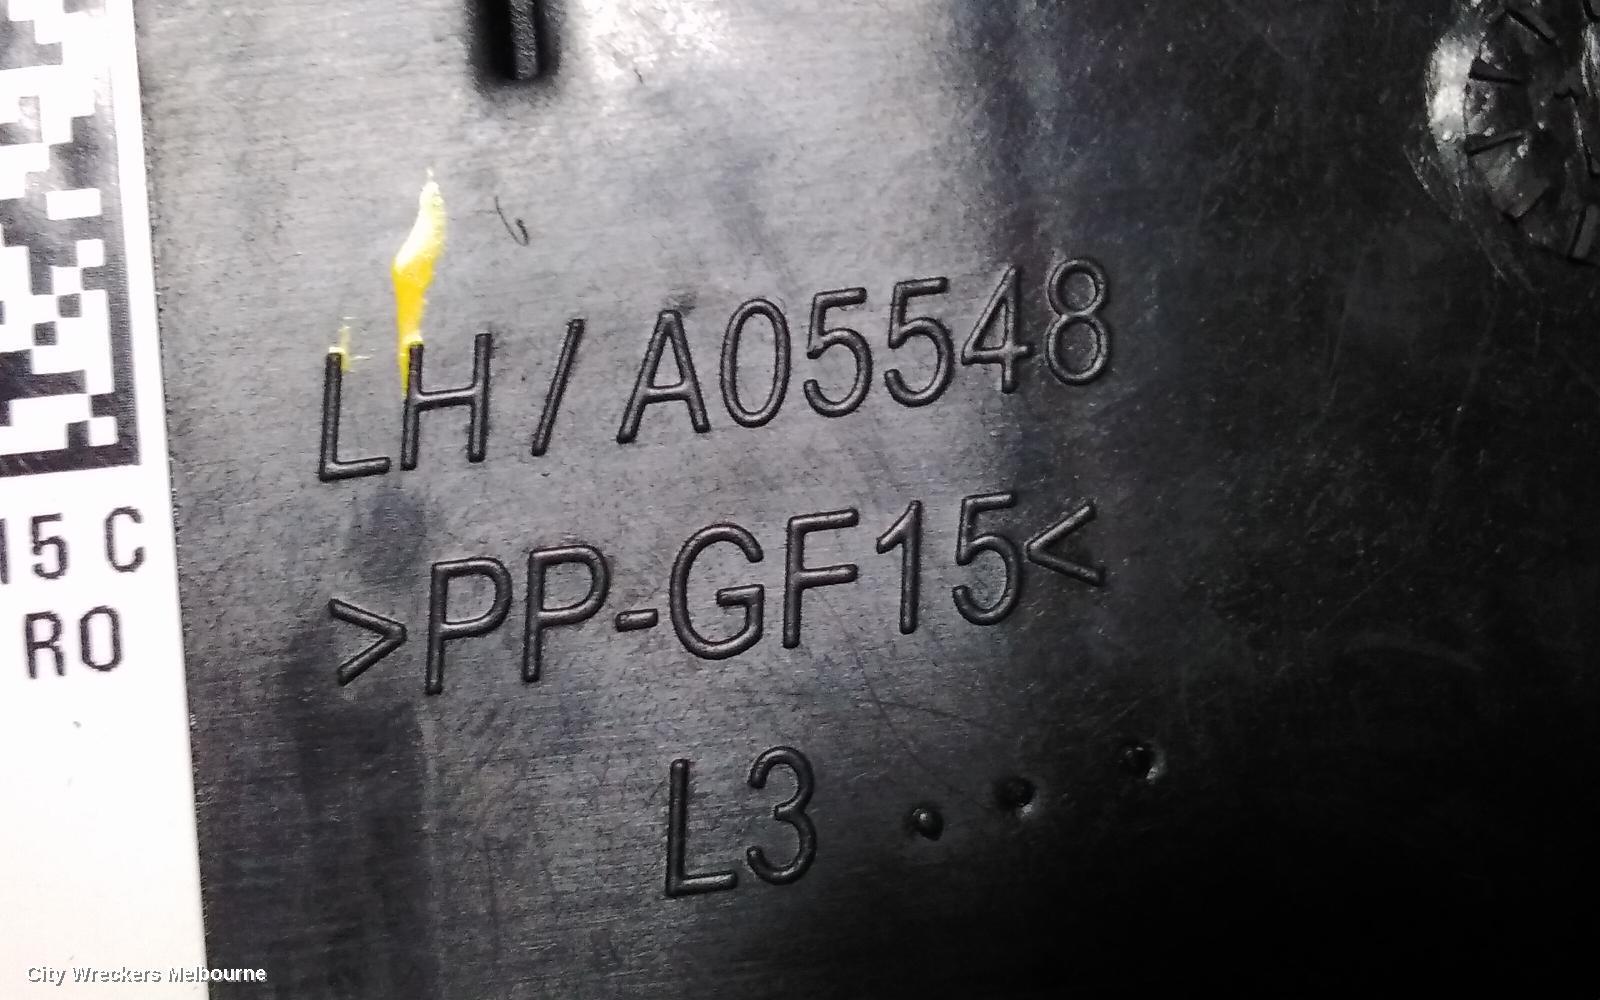 15 C
RO
LH / A05548
>PP-GF15<
L3
City Wreckers Melbourne